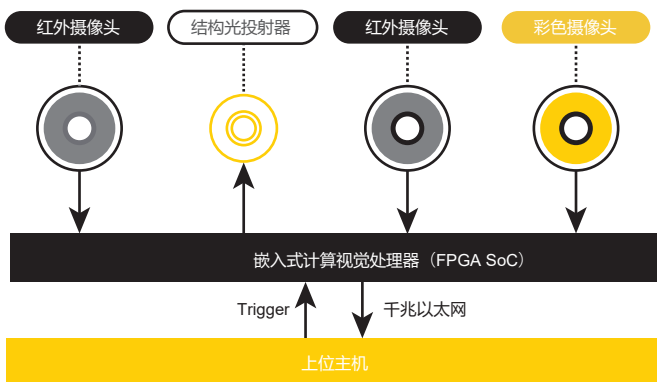 红外摄像头
结构光投射器
红外摄像头
彩色摄像头
嵌入式计算视觉处理器（FPGA SoC）
Trigger
千兆以太网
上位主机